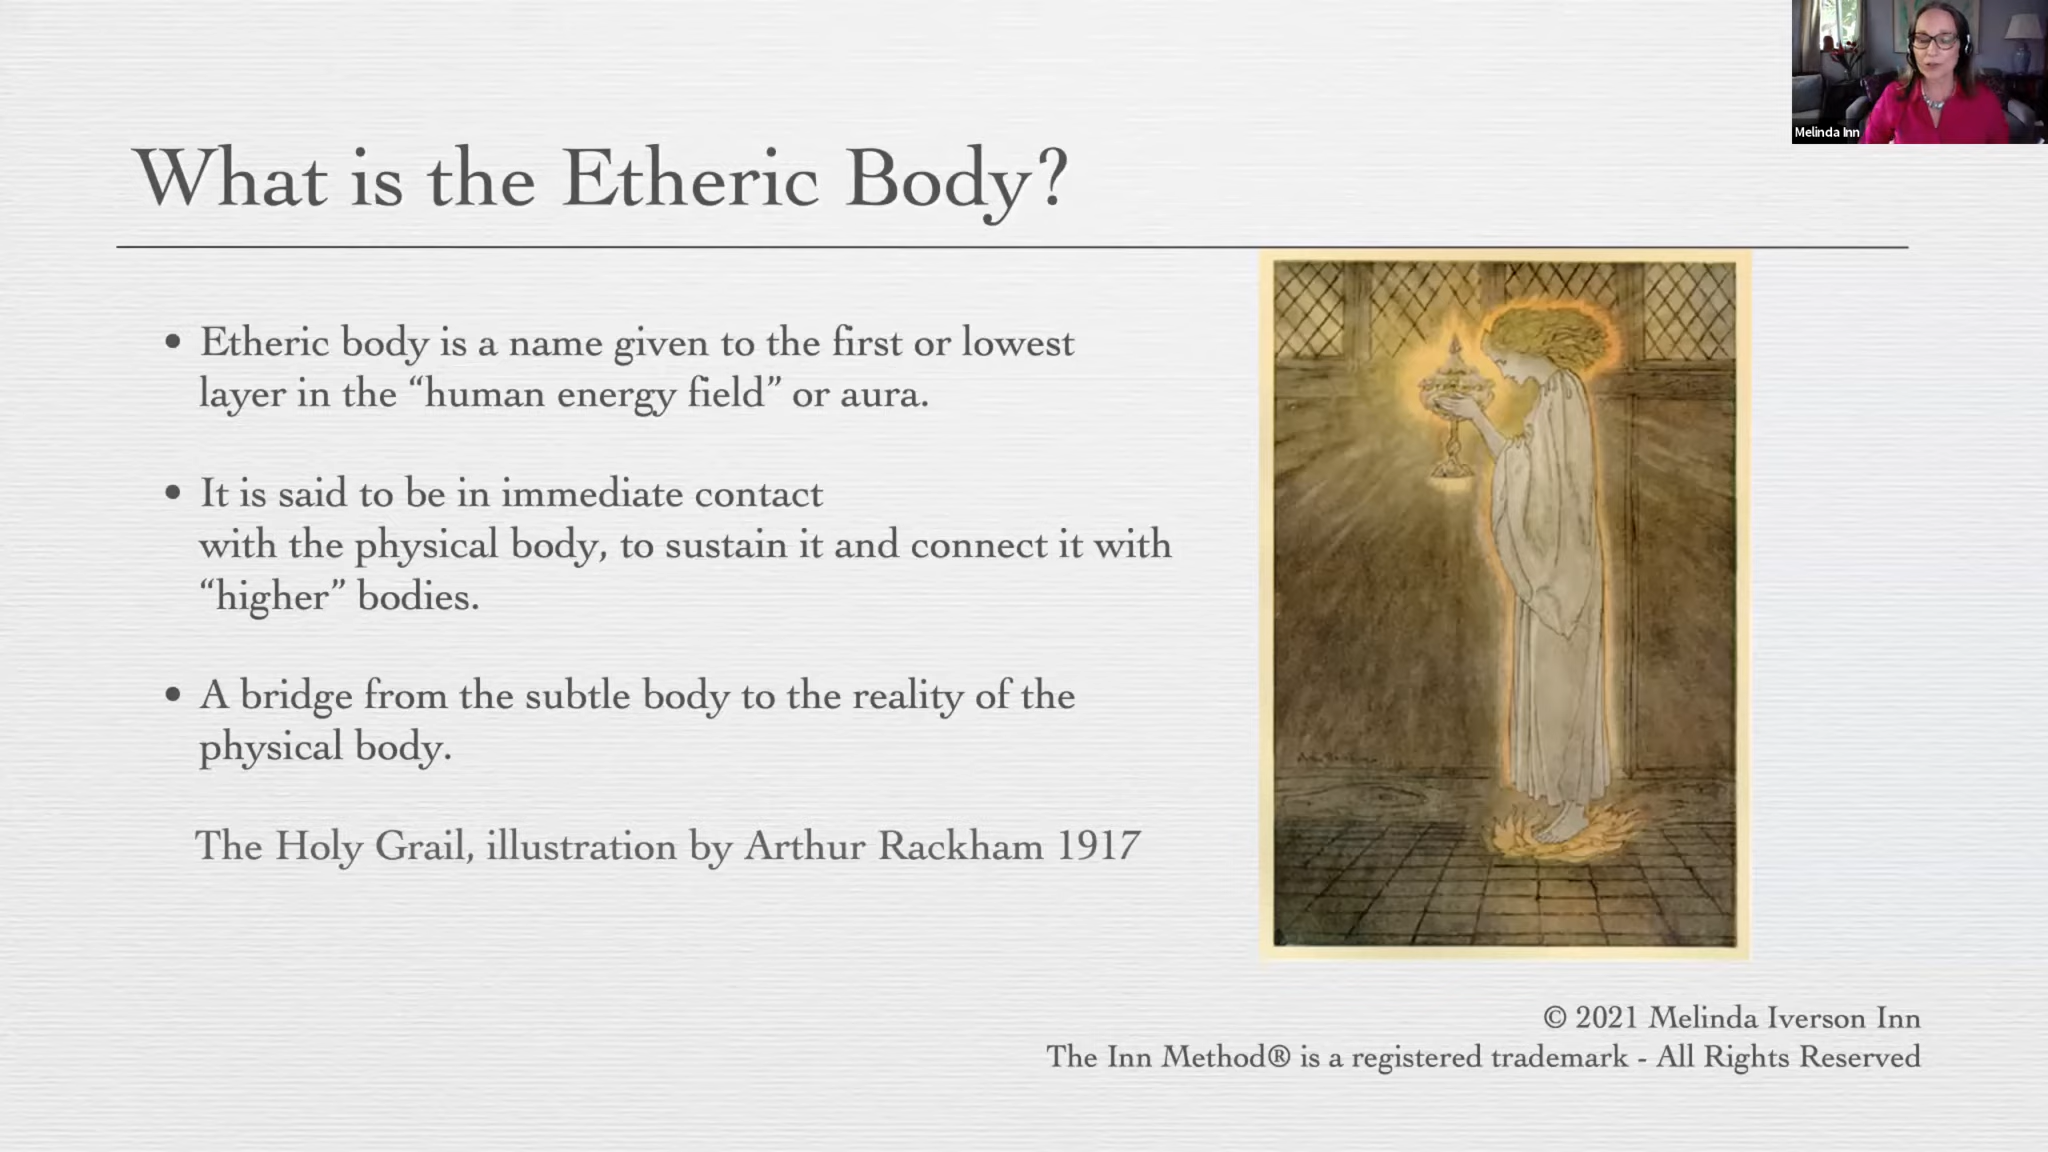 Melinda Inn
What is the Etheric Body?
• Etheric body is a name given to the first or lowest
layer in the “human energy field” or aura.
• It is said to be in immediate contact
with the physical body, to sustain it and connect it with
“higher” bodies.
• A bridge from the subtle body to the reality of the
physical body.
The Holy Grail, illustration by Arthur Rackham 1917
© 2021 Melinda Iverson Inn
The Inn Method® is a registered trademark - All Rights Reserved